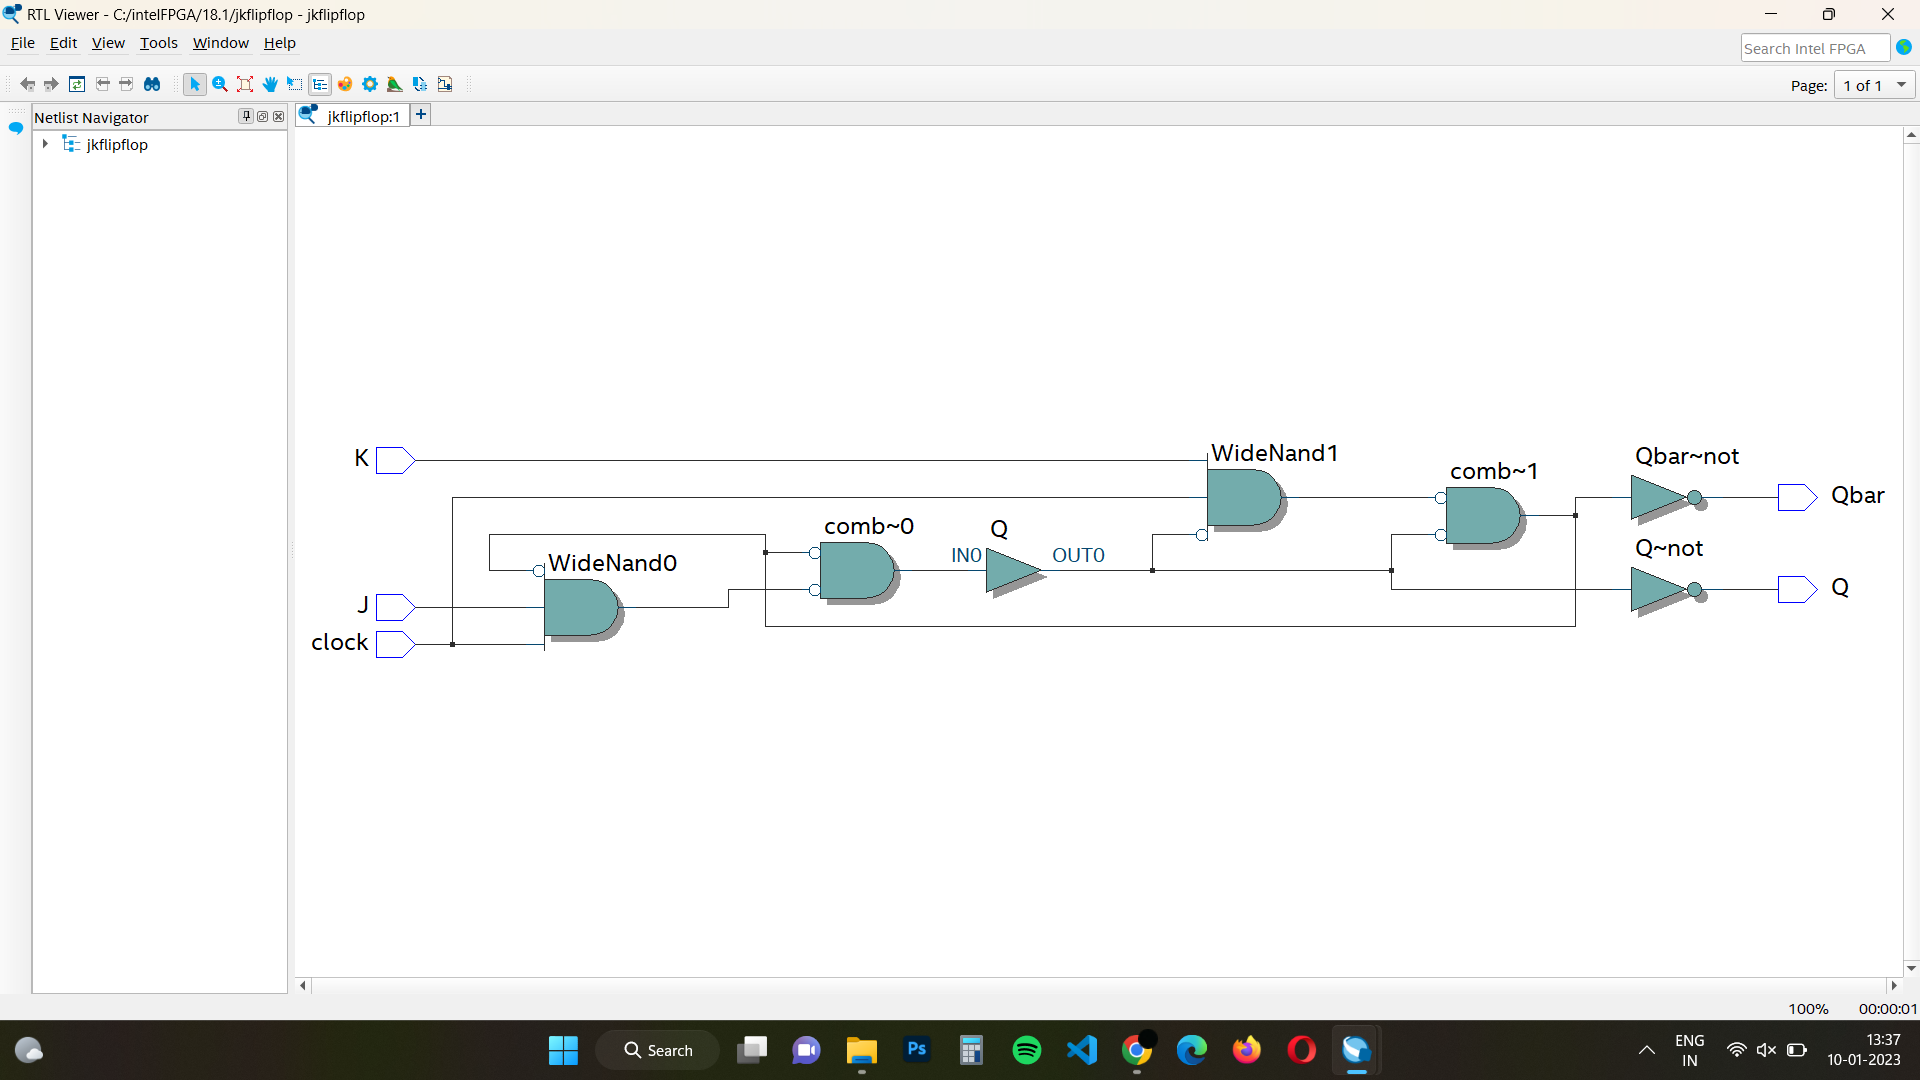 RTL Viewer - C:/intelFPGA/18.1/jkflipflop - jkflipflop
File Edit View Tools Window Help
Search Intel FPGA
Page: 1 of 1
Netlist Navigator
jkflipflop:1
jkflipflop
K
WideNand1
Qbar~not
comb~1
Qbar
comb~0
Q
Q~not
IN0
OUT0
WideNand0
Q
J
clock
100% 00:00:01
Search
Ps
ENG
IN
13:37
10-01-2023